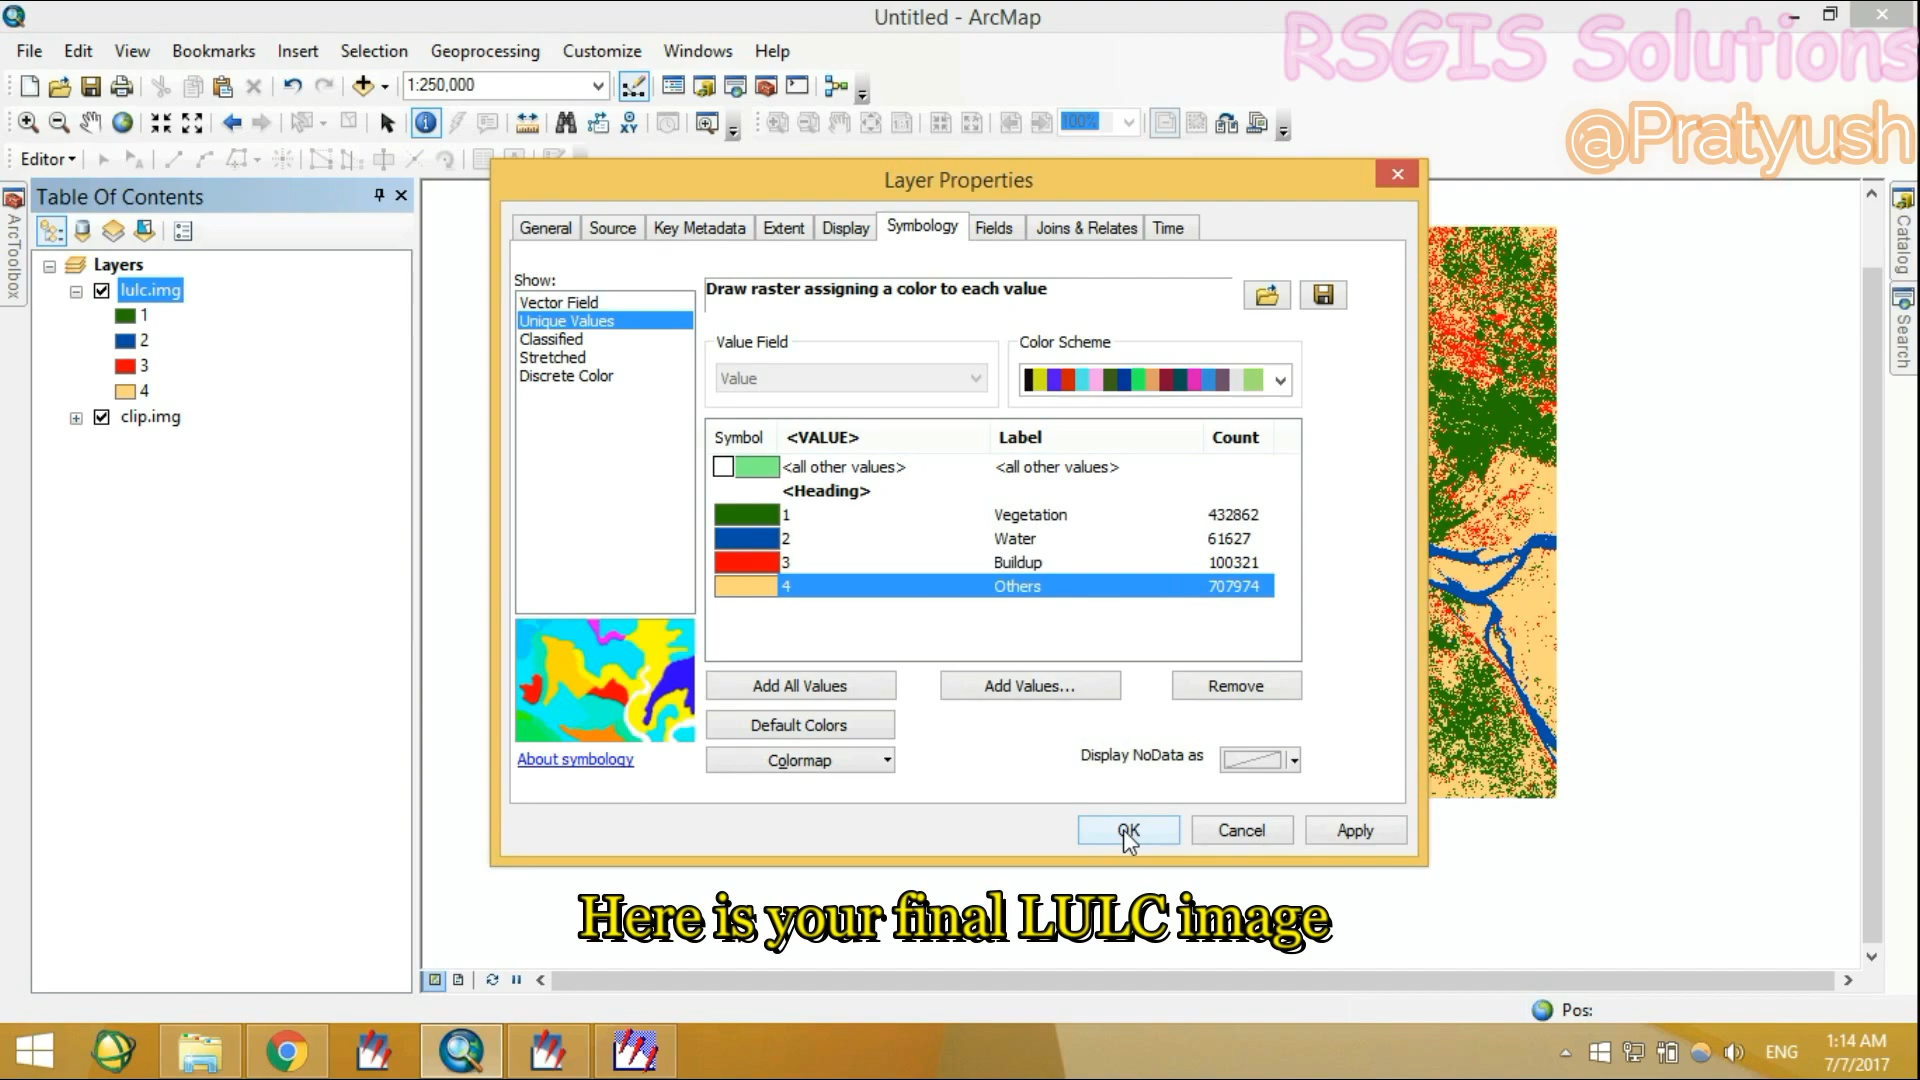 Untitled - ArcMap
RSGIS Solutions
@Pratyush
File Edit View Bookmarks Insert Selection Geoprocessing Customize Windows Help
1:250,000
100%
Editor
Table Of Contents
ArcToolbox
Layers
lulc.img
1
2
3
4
clip.img
Layer Properties
General Source Key Metadata Extent Display Symbology Fields Joins & Relates Time
Show:
Vector Field
Unique Values
Classified
Stretched
Discrete Color
Draw raster assigning a color to each value
Value Field
Value
Color Scheme
Symbol <VALUE> Label Count
<all other values> <all other values>
<Heading>
1 Vegetation 432862
2 Water 61627
3 Buildup 100321
4 Others 707974
Add All Values Add Values... Remove
Default Colors
Colormap
Display NoData as
About symbology
OK Cancel Apply
Catalog
Search
Here is your final LULC image
Pos:
ENG
1:14 AM
7/7/2017